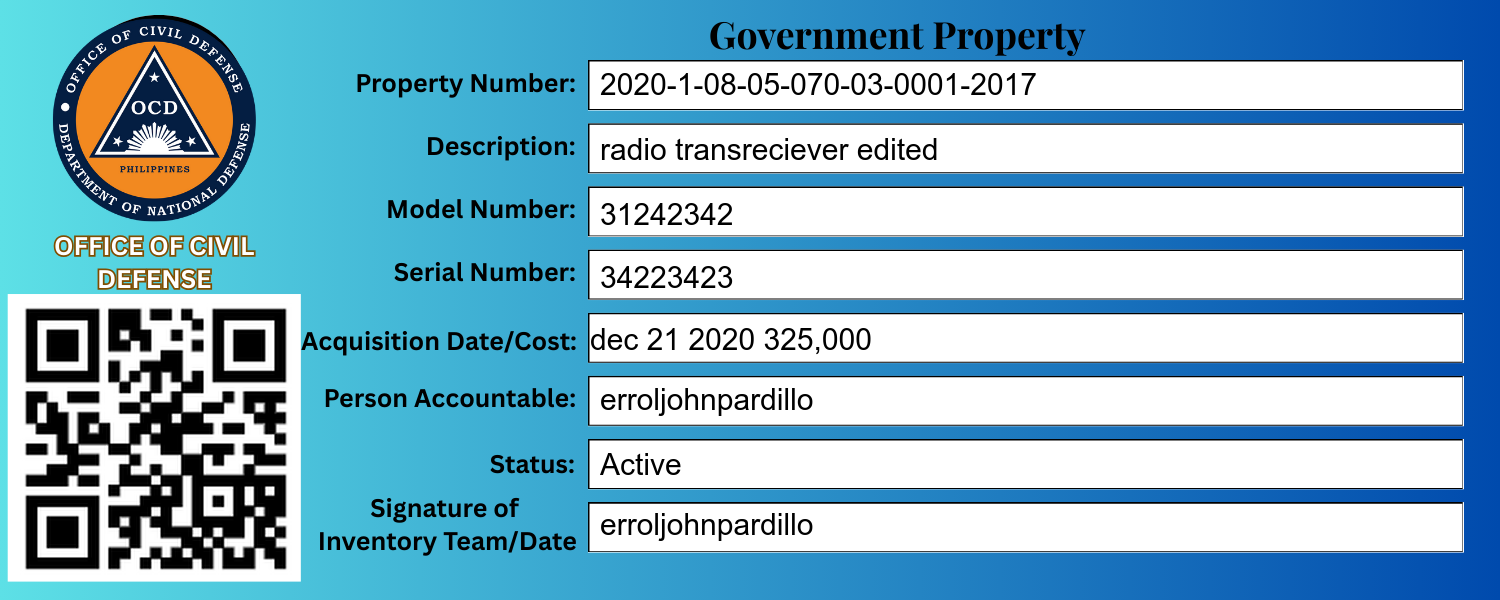 OFFICE OF CIVIL DEFENSE
OCD
PHILIPPINES
DEPARTMENT OF NATIONAL DEFENSE
OFFICE OF CIVIL
DEFENSE
Government Property
Property Number: 2020-1-08-05-070-03-0001-2017
Description: radio transreciever edited
Model Number: 31242342
Serial Number: 34223423
Acquisition Date/Cost: dec 21 2020 325,000
Person Accountable: erroljohnpardillo
Status: Active
Signature of
Inventory Team/Date erroljohnpardillo